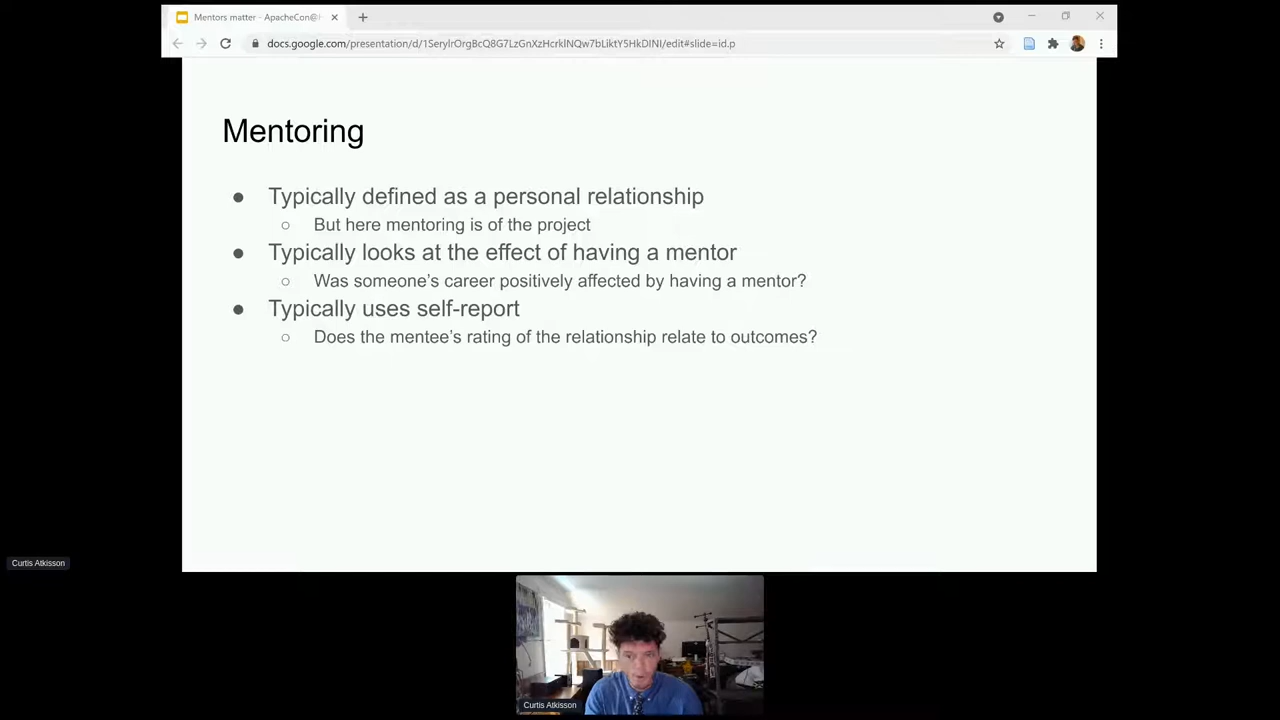 Mentors matter - ApacheCon@H
docs.google.com/presentation/d/1SerylrOrgBcQ8G7LzGnXzHcrklNQw7bLiktY5HkDINI/edit#slide=id.p
Mentoring
● Typically defined as a personal relationship
○ But here mentoring is of the project
● Typically looks at the effect of having a mentor
○ Was someone's career positively affected by having a mentor?
● Typically uses self-report
○ Does the mentee's rating of the relationship relate to outcomes?
Curtis Atkisson
Curtis Atkisson